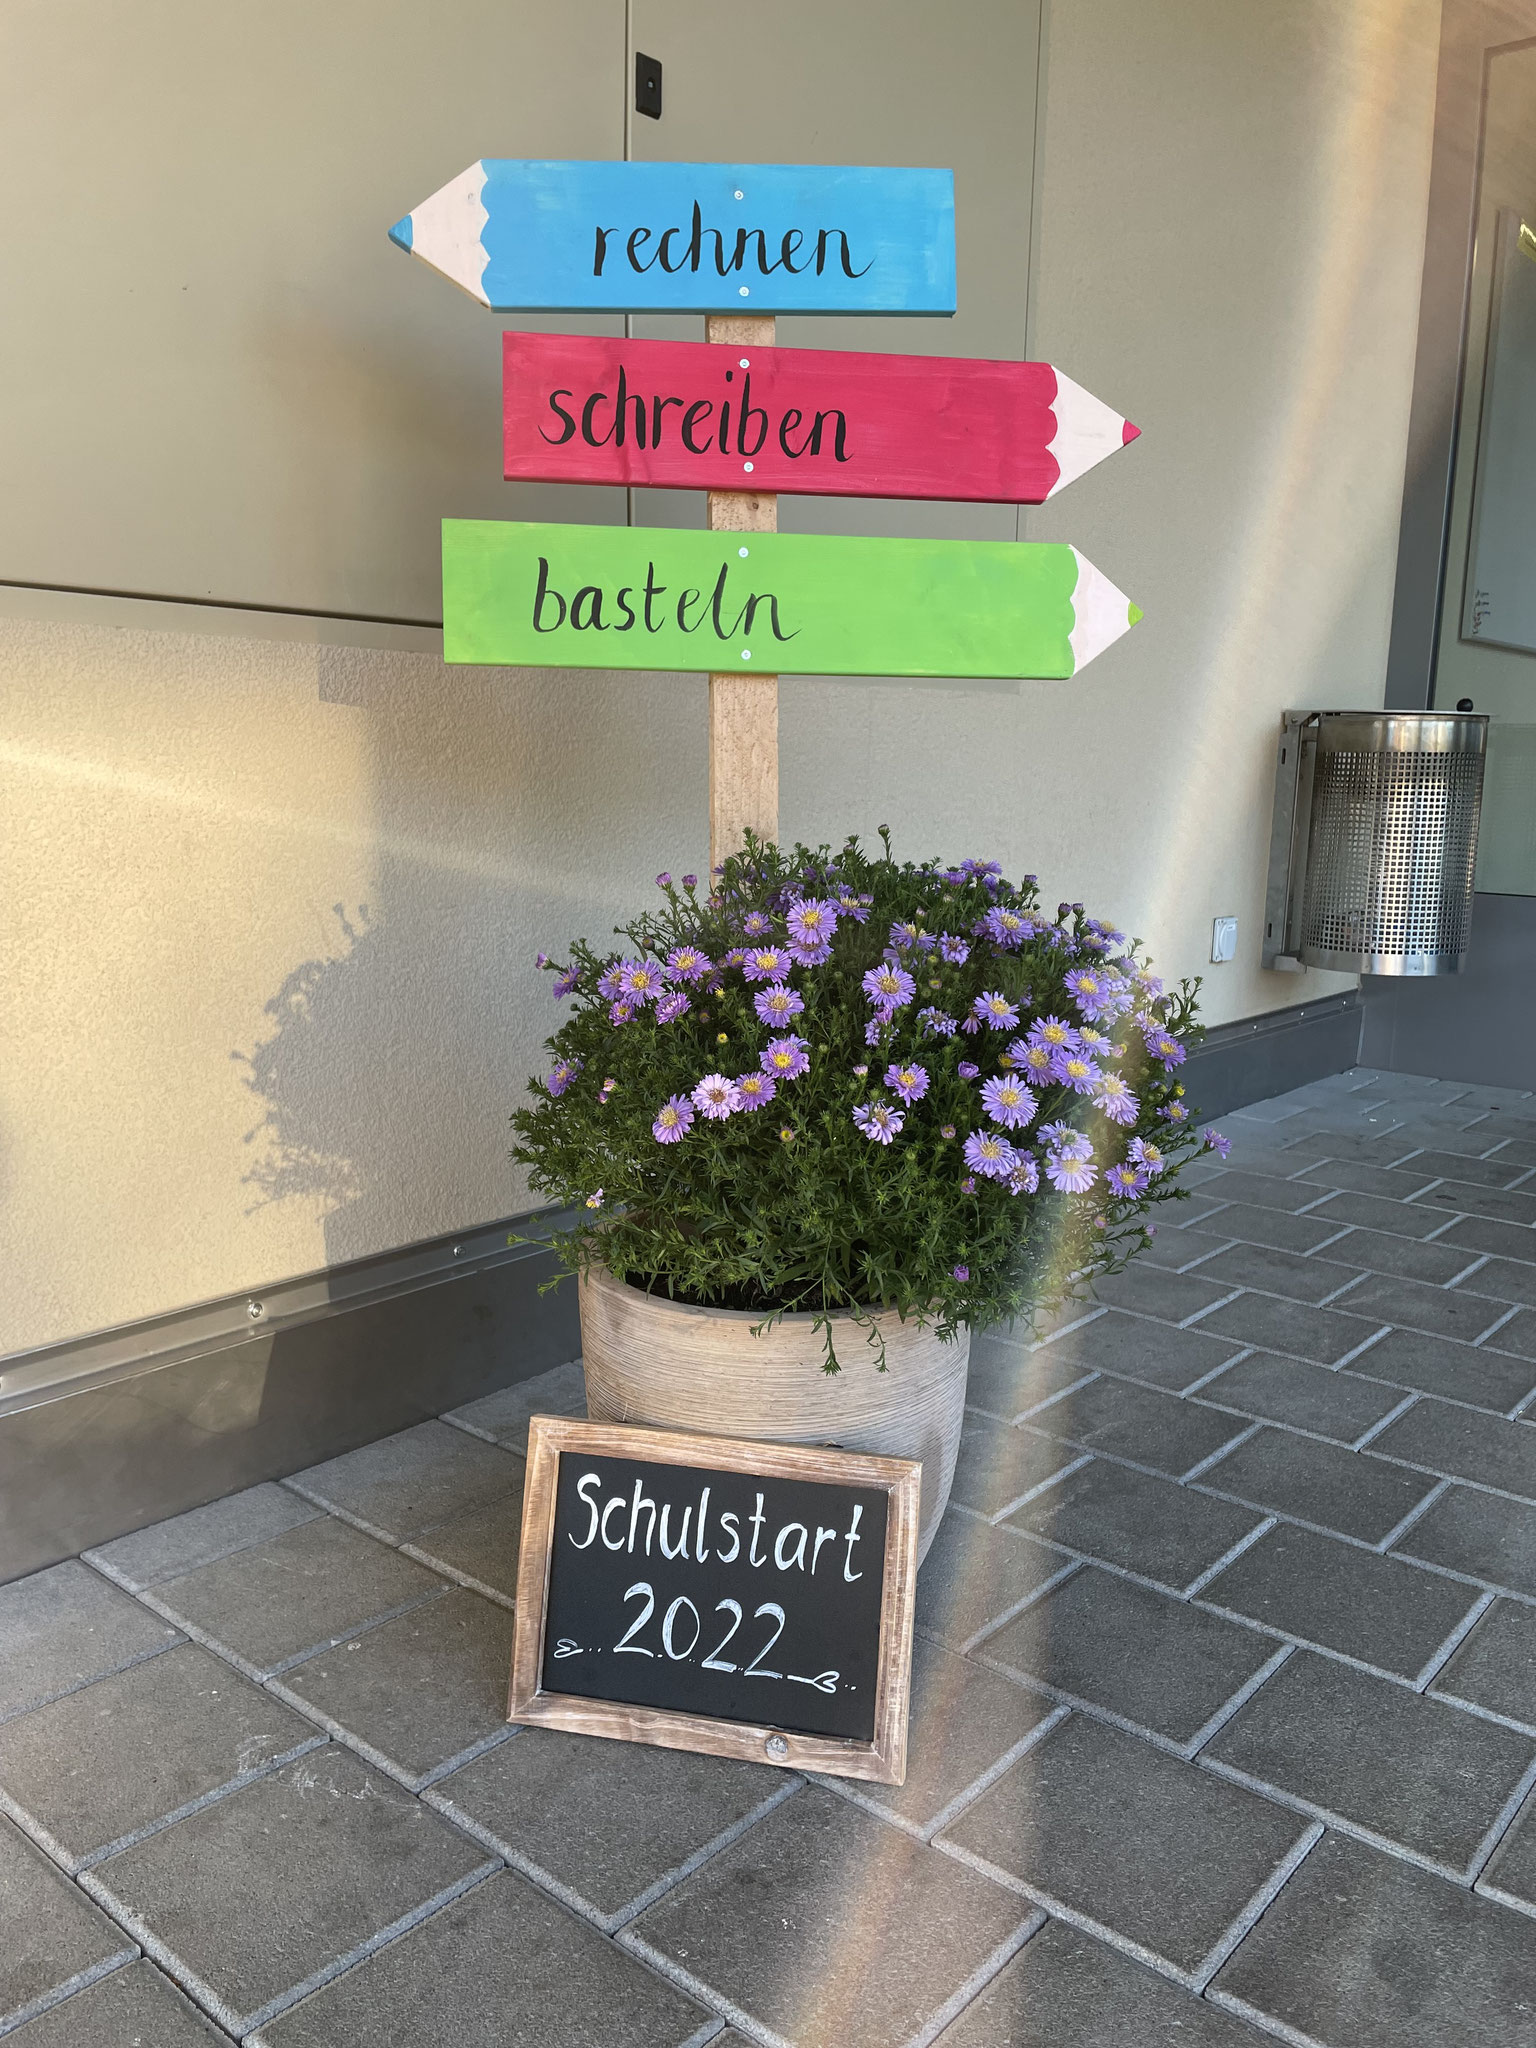 rechnen
schreiben
basteln
Schulstart
2022